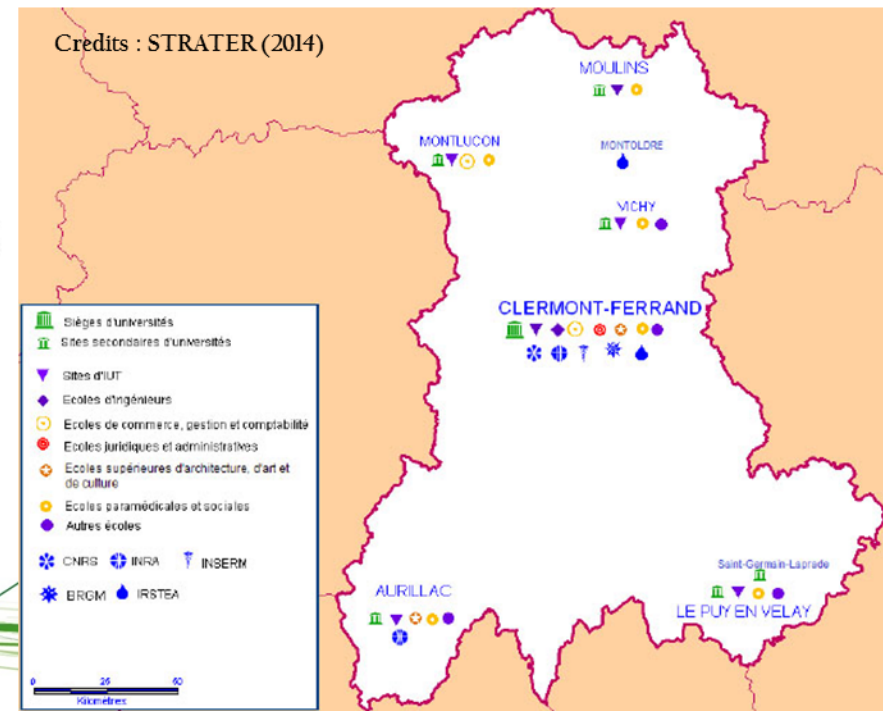 Credits : STRATER (2014)
MOULINS
MONTLUCON
MONTOLDRE
VICHY
CLERMONT-FERRAND
Sièges d'universités
Sites secondaires d'universités
Sites d'IUT
Ecoles d'ingénieurs
Ecoles de commerce, gestion et comptabilité
Ecoles juridiques et administratives
Ecoles supérieures d'architecture, d'art et
de culture
Ecoles paramédicales et sociales
Autres écoles
CNRS INRA INSERM
BRGM IRSTEA
0 20 60
Kilomètres
AURILLAC
Saint-Germain-Laprade
LE PUY EN VELAY